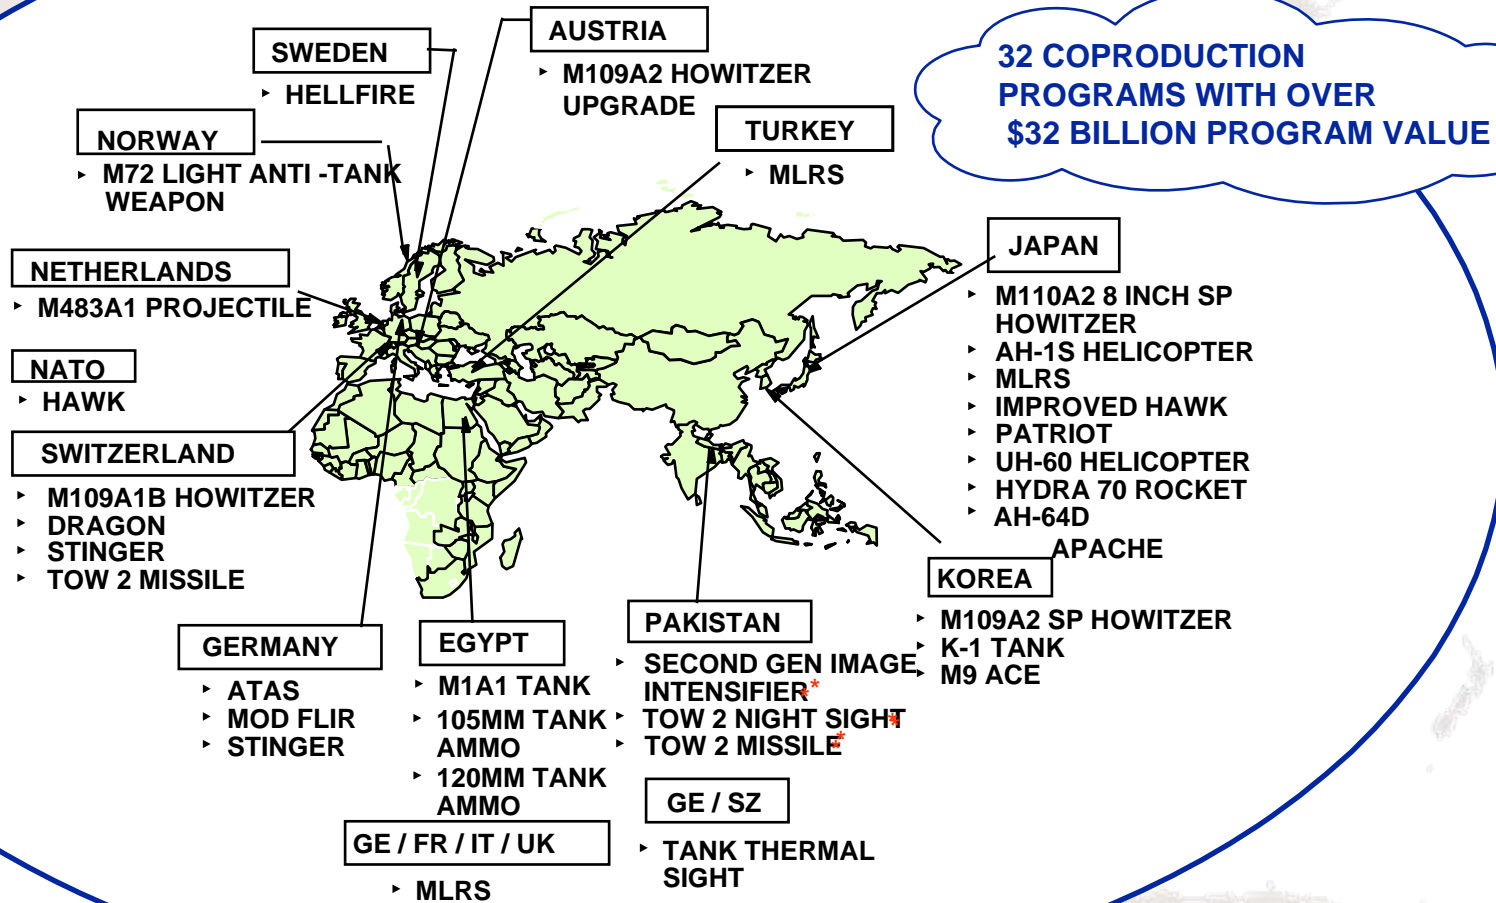 SWEDEN
‣ HELLFIRE
AUSTRIA
‣ M109A2 HOWITZER
UPGRADE
32 COPRODUCTION
PROGRAMS WITH OVER
$32 BILLION PROGRAM VALUE
NORWAY
‣ M72 LIGHT ANTI -TANK
WEAPON
TURKEY
‣ MLRS
NETHERLANDS
‣ M483A1 PROJECTILE
NATO
‣ HAWK
SWITZERLAND
‣ M109A1B HOWITZER
‣ DRAGON
‣ STINGER
‣ TOW 2 MISSILE
JAPAN
‣ M110A2 8 INCH SP
HOWITZER
‣ AH-1S HELICOPTER
‣ MLRS
‣ IMPROVED HAWK
‣ PATRIOT
‣ UH-60 HELICOPTER
‣ HYDRA 70 ROCKET
‣ AH-64D
APACHE
KOREA
‣ M109A2 SP HOWITZER
‣ K-1 TANK
‣ M9 ACE
GERMANY
‣ ATAS
‣ MOD FLIR
‣ STINGER
EGYPT
‣ M1A1 TANK
‣ 105MM TANK
AMMO
‣ 120MM TANK
AMMO
PAKISTAN
‣ SECOND GEN IMAGE
INTENSIFIER**
‣ TOW 2 NIGHT SIGHT*
‣ TOW 2 MISSILE**
GE / SZ
‣ TANK THERMAL
SIGHT
GE / FR / IT / UK
‣ MLRS